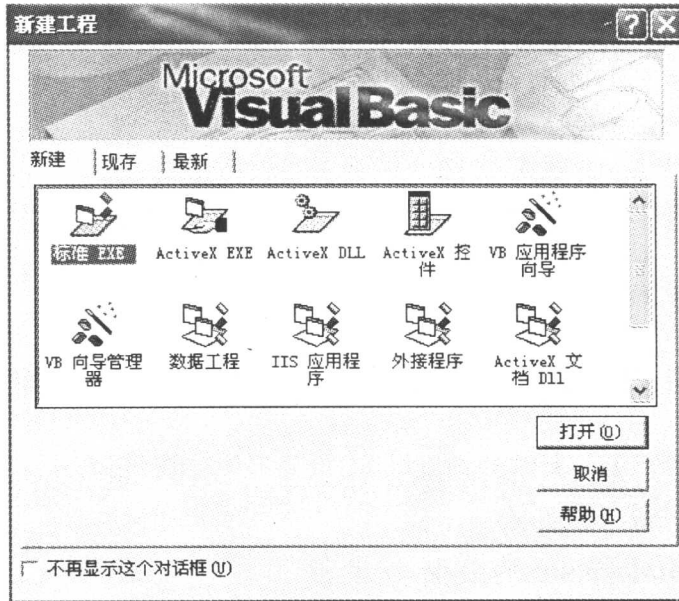 新建工程
Microsoft
Visual Basic
新建 现存 最新
标准 EXE ActiveX EXE ActiveX DLL ActiveX 控件 VB 应用程序向导
VB 向导管理器 数据工程 IIS 应用程序 外接程序 ActiveX 文档 Dll
打开(O)
取消
帮助(H)
不再显示这个对话框(U)